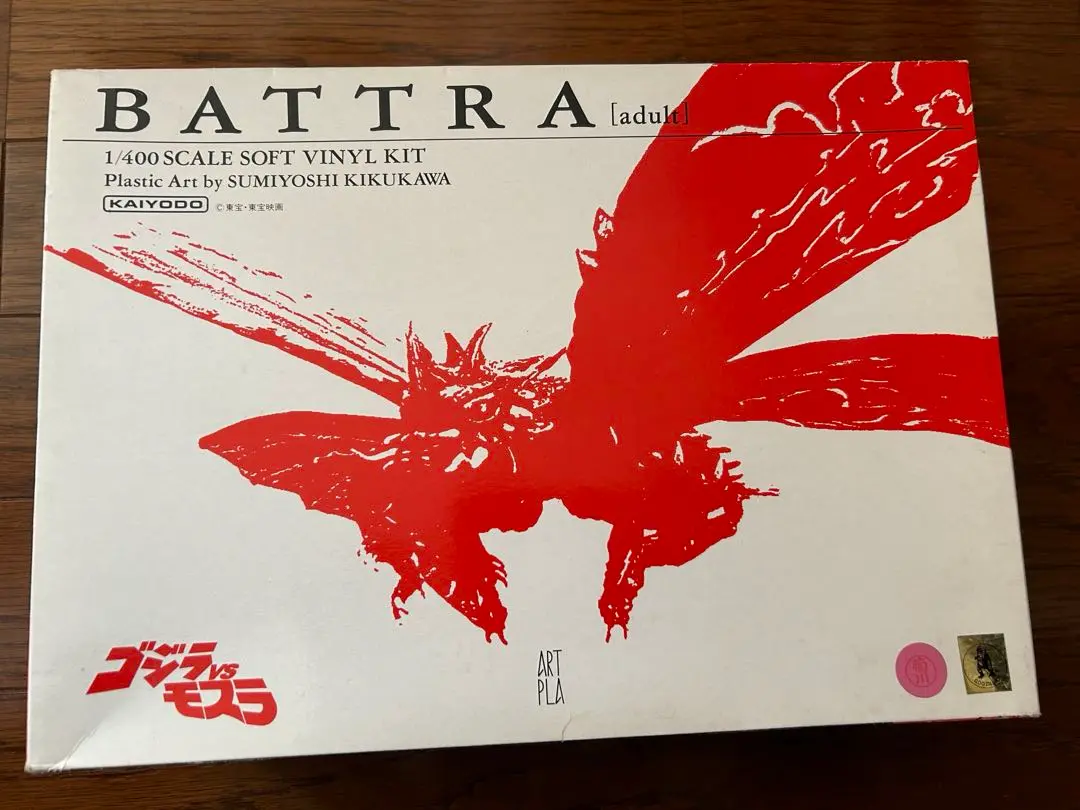 BATTRA [adult]
1/400 SCALE SOFT VINYL KIT
Plastic Art by SUMIYOSHI KIKUKAWA
KAIYODO ©東宝・東宝映画
ゴジラVS
モスラ
ART
PLA